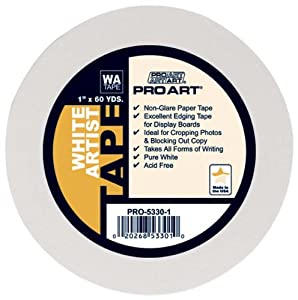 WA
TAPE
1" x 60 YDS.
WHITE
ARTIST
TAPE
PRO ART
PRO ART
✓ Non-Glare Paper Tape
✓ Excellent Edging Tape
for Display Boards
✓ Ideal for Cropping Photos
& Blocking Out Copy
✓ Takes All Forms of Writing
✓ Pure White
✓ Acid Free
Made in
the USA
PRO-5330-1
0 20268 53301 0